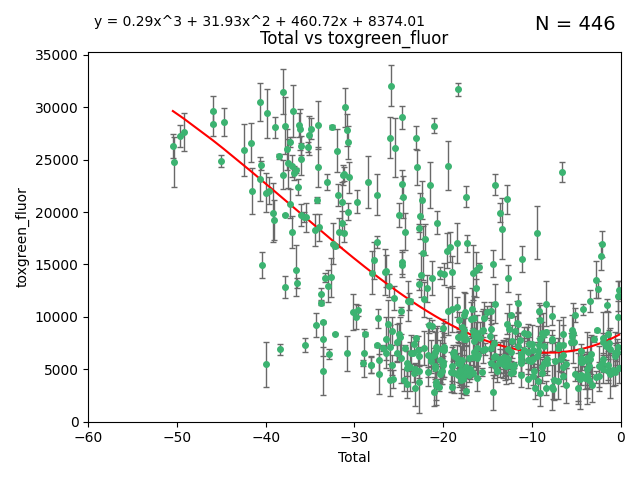 y = 0.29x^3 + 31.93x^2 + 460.72x + 8374.01
N = 446
Total vs toxgreen_fluor
35000
30000
25000
20000
15000
10000
5000
0
toxgreen_fluor
−60 −50 −40 −30 −20 −10 0
Total